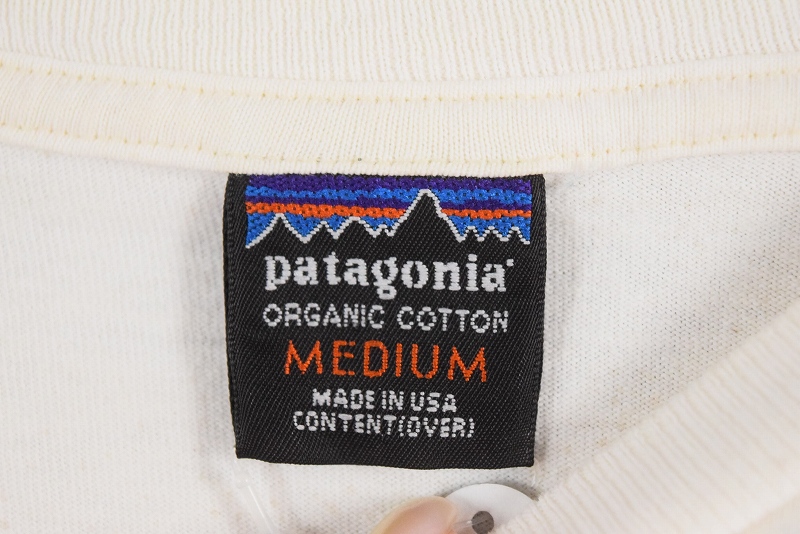 patagonia
ORGANIC COTTON
MEDIUM
MADE IN USA
CONTENT(OVER)